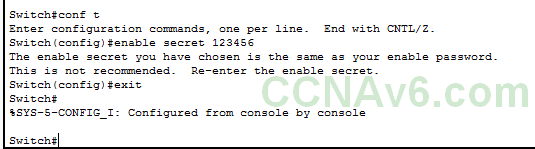 Switch#conf t
Enter configuration commands, one per line.  End with CNTL/Z.
Switch(config)#enable secret 123456
The enable secret you have chosen is the same as your enable password.
This is not recommended.  Re-enter the enable secret.
Switch(config)#exit
Switch#
%SYS-5-CONFIG_I: Configured from console by console
Switch#
CCNAv6.com